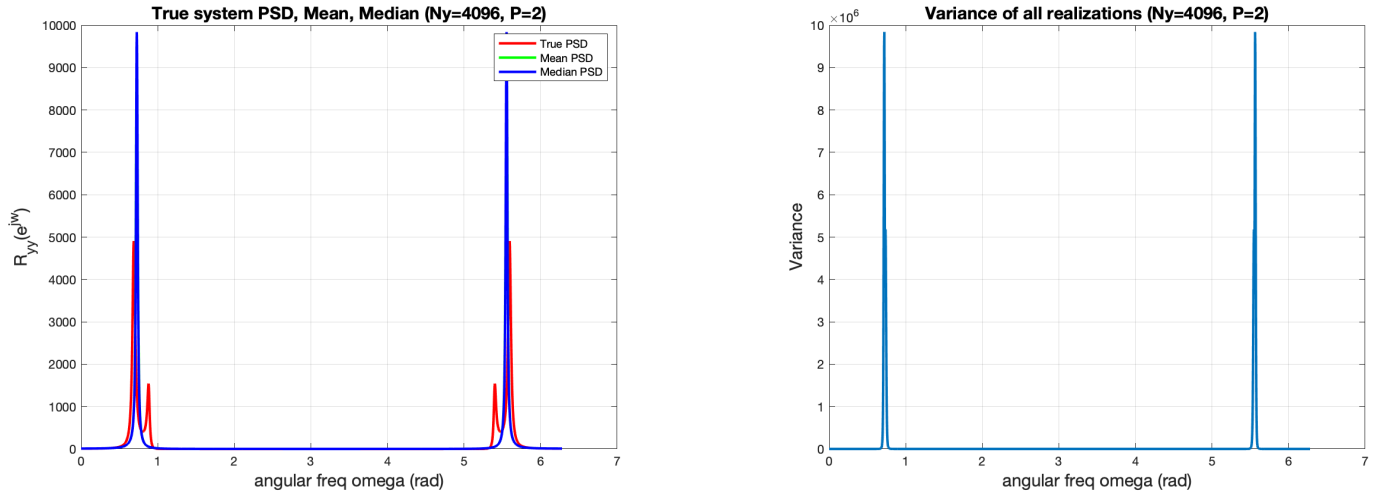 True system PSD, Mean, Median (Ny=4096, P=2)
10000
9000
8000
7000
6000
5000
4000
3000
2000
1000
0
R_yy(e^jw)
True PSD
Mean PSD
Median PSD
0 1 2 3 4 5 6 7
angular freq omega (rad)
Variance of all realizations (Ny=4096, P=2)
×10^6
10
9
8
7
6
5
4
3
2
1
0
Variance
0 1 2 3 4 5 6 7
angular freq omega (rad)